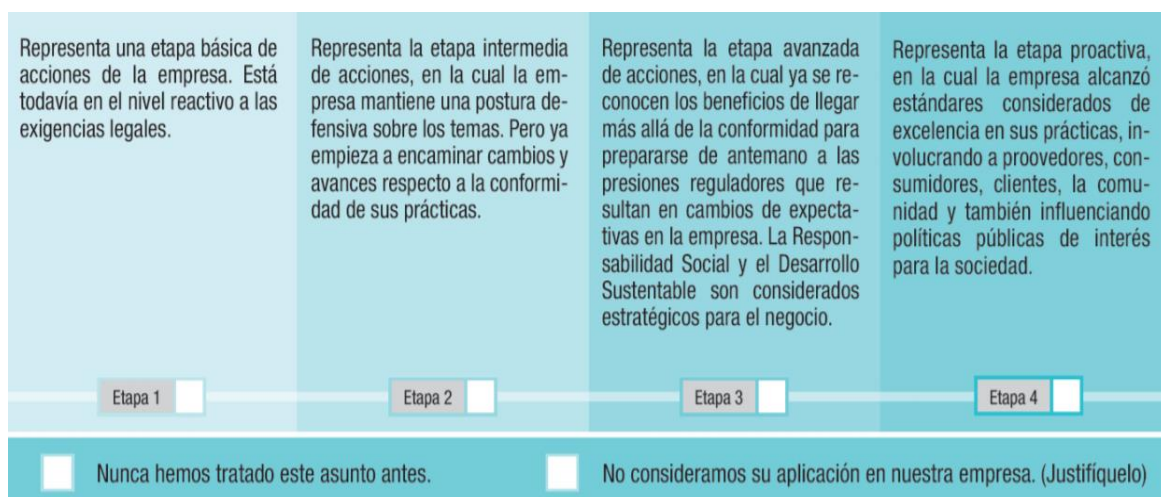 Representa una etapa básica de
acciones de la empresa. Está
todavía en el nivel reactivo a las
exigencias legales.
Representa la etapa intermedia
de acciones, en la cual la em-
presa mantiene una postura de-
fensiva sobre los temas. Pero ya
empieza a encaminar cambios y
avances respecto a la conformi-
dad de sus prácticas.
Representa la etapa avanzada
de acciones, en la cual ya se re-
conocen los beneficios de llegar
más allá de la conformidad para
prepararse de antemano a las
presiones reguladores que re-
sultan en cambios de expecta-
tivas en la empresa. La Respon-
sabilidad Social y el Desarrollo
Sustentable son considerados
estratégicos para el negocio.
Representa la etapa proactiva,
en la cual la empresa alcanzó
estándares considerados de
excelencia en sus prácticas, in-
volucrando a proovedores, con-
sumidores, clientes, la comu-
nidad y también influenciando
políticas públicas de interés
para la sociedad.
Etapa 1
Etapa 2
Etapa 3
Etapa 4
Nunca hemos tratado este asunto antes.
No consideramos su aplicación en nuestra empresa. (Justifíquelo)